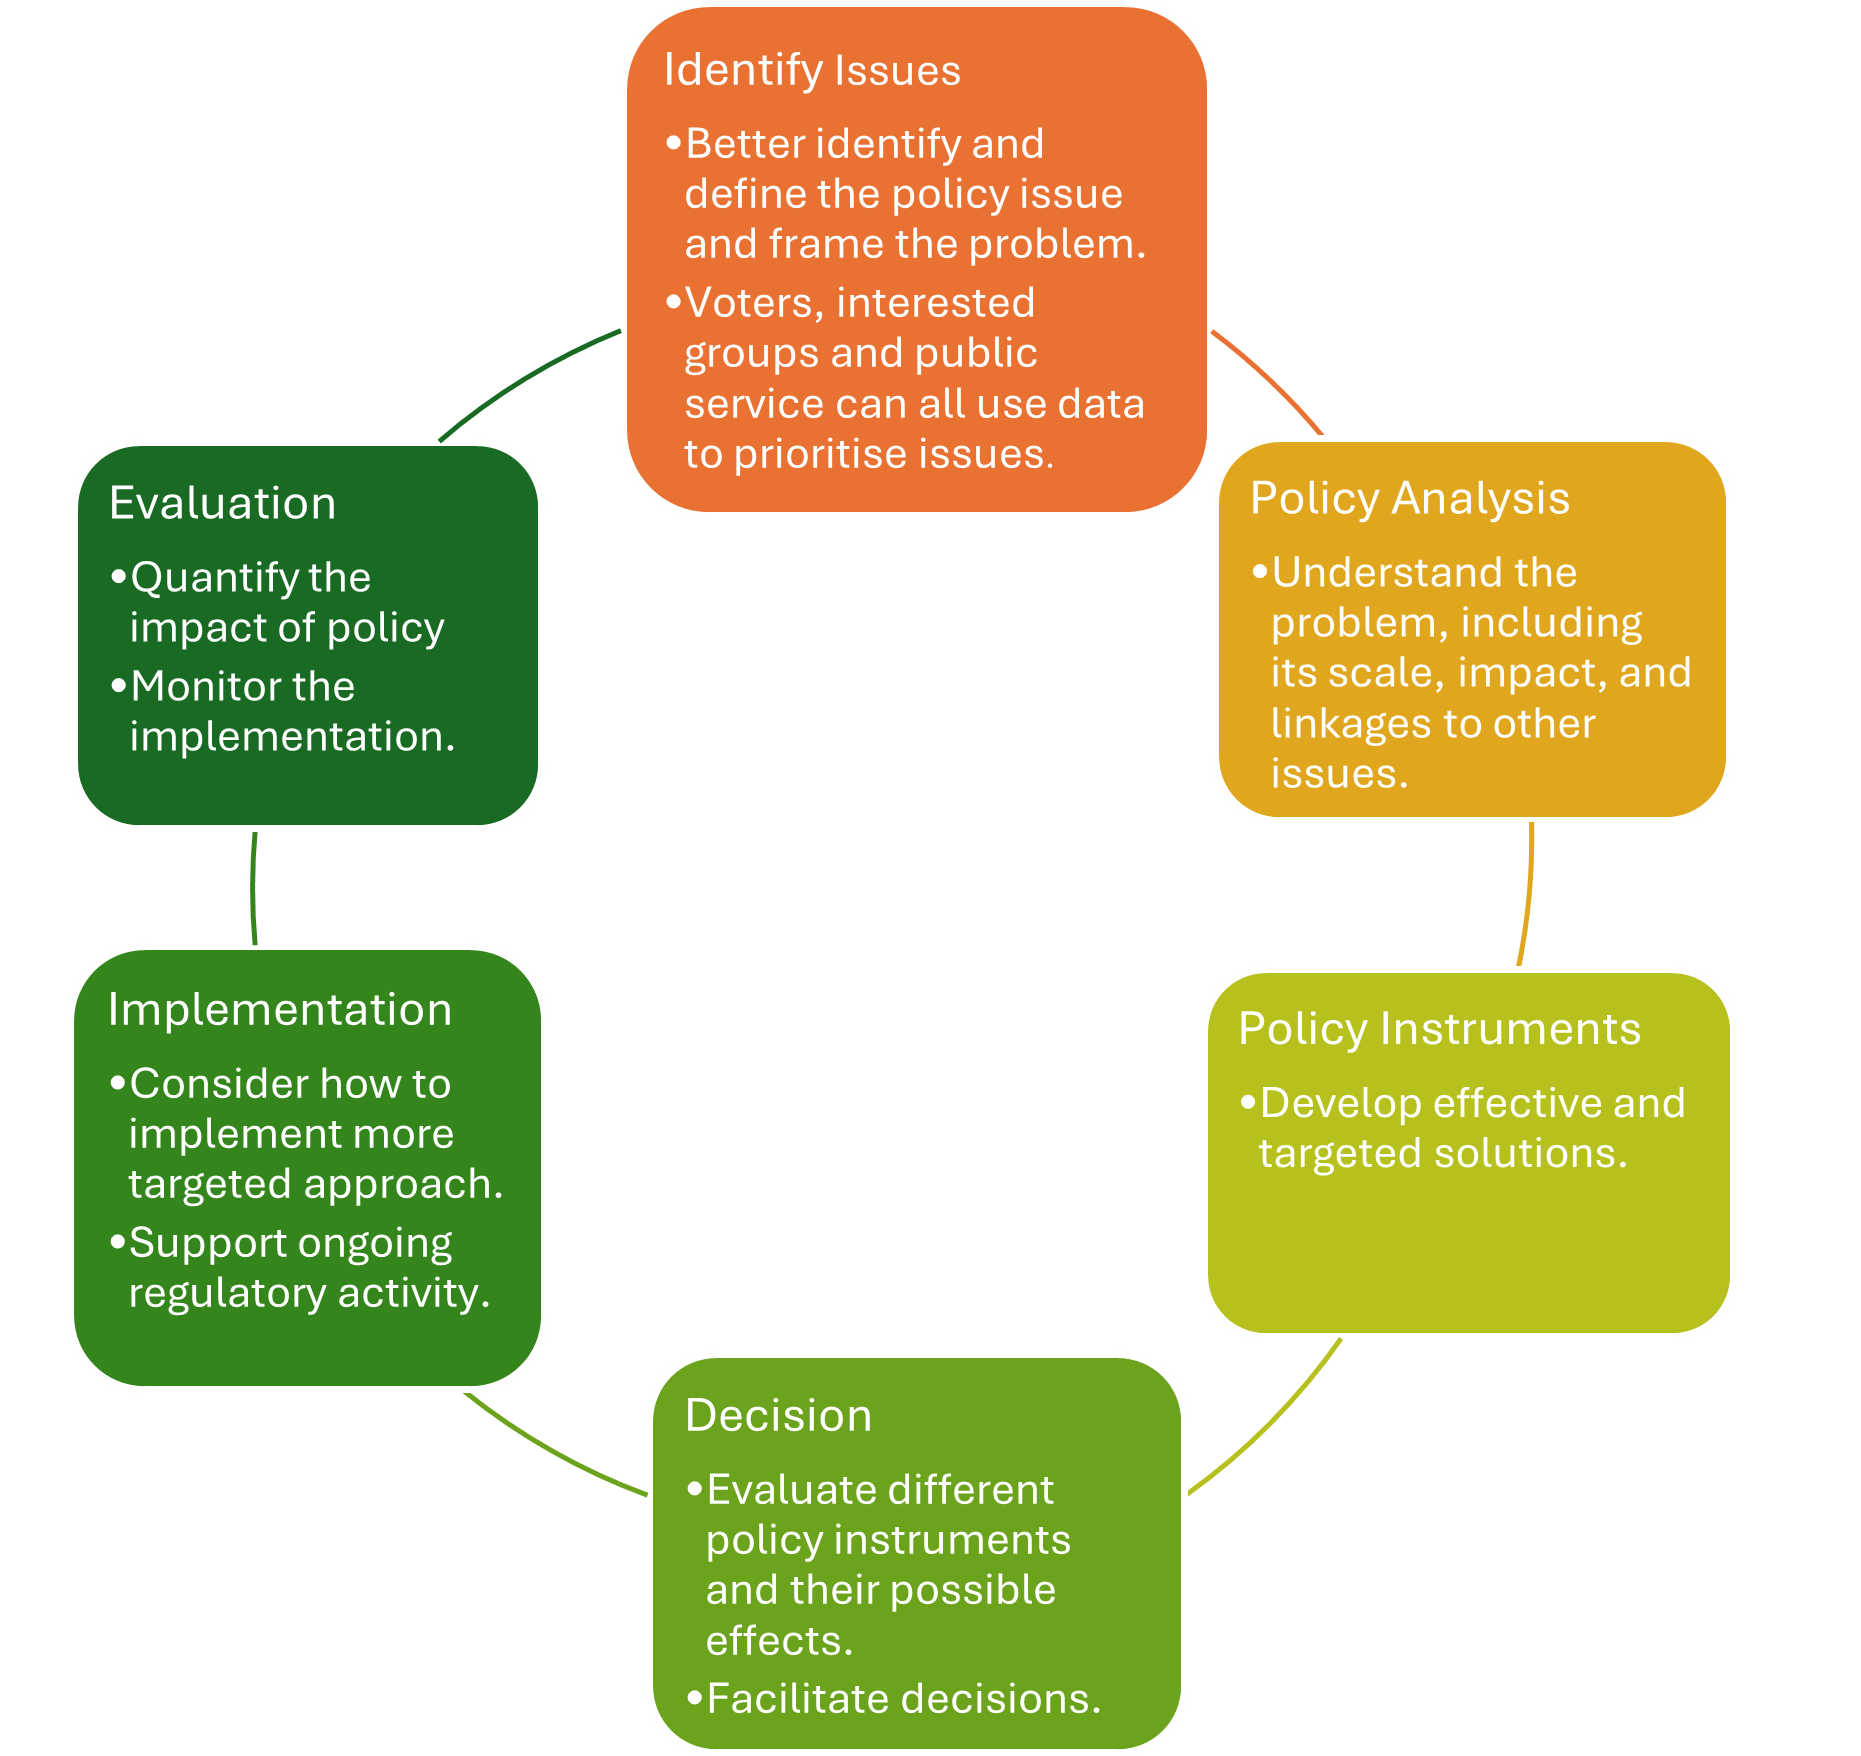 Identify Issues
•Better identify and
define the policy issue
and frame the problem.
•Voters, interested
groups and public
service can all use data
to prioritise issues.
Policy Analysis
•Understand the
problem, including
its scale, impact, and
linkages to other
issues.
Policy Instruments
•Develop effective and
targeted solutions.
Decision
•Evaluate different
policy instruments
and their possible
effects.
•Facilitate decisions.
Implementation
•Consider how to
implement more
targeted approach.
•Support ongoing
regulatory activity.
Evaluation
•Quantify the
impact of policy
•Monitor the
implementation.